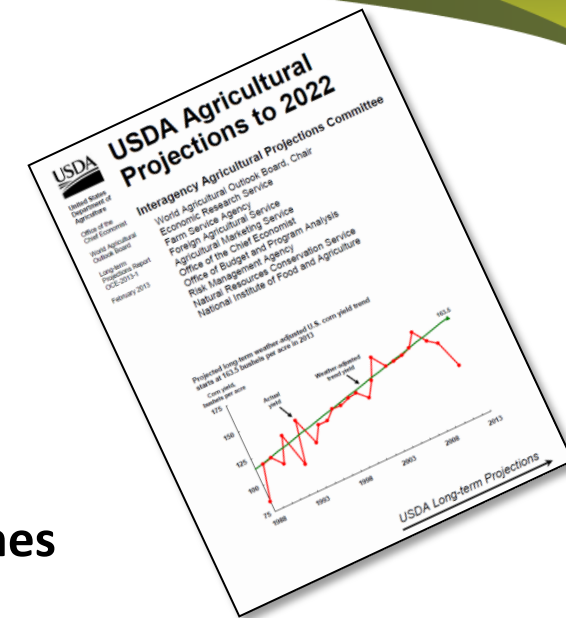 USDA Agricultural
Projections to 2022
USDA
United States
Department of
Agriculture
Office of the
Chief Economist
World Agricultural
Outlook Board
Long-term
Projections Report
OCE-2013-1
February 2013
Interagency Agricultural Projections Committee
World Agricultural Outlook Board, Chair
Economic Research Service
Farm Service Agency
Foreign Agricultural Service
Agricultural Marketing Service
Office of the Chief Economist
Office of Budget and Program Analysis
Risk Management Agency
Natural Resources Conservation Service
National Institute of Food and Agriculture
Projected long-term weather-adjusted U.S. corn yield trend
starts at 163.5 bushels per acre in 2013
Corn yield,
bushels per acre
175
150
125
100
75
Actual
yield
Weather-adjusted
trend yield
163.5
1988
1993
1998
2003
2008
2013
USDA Long-term Projections
nes